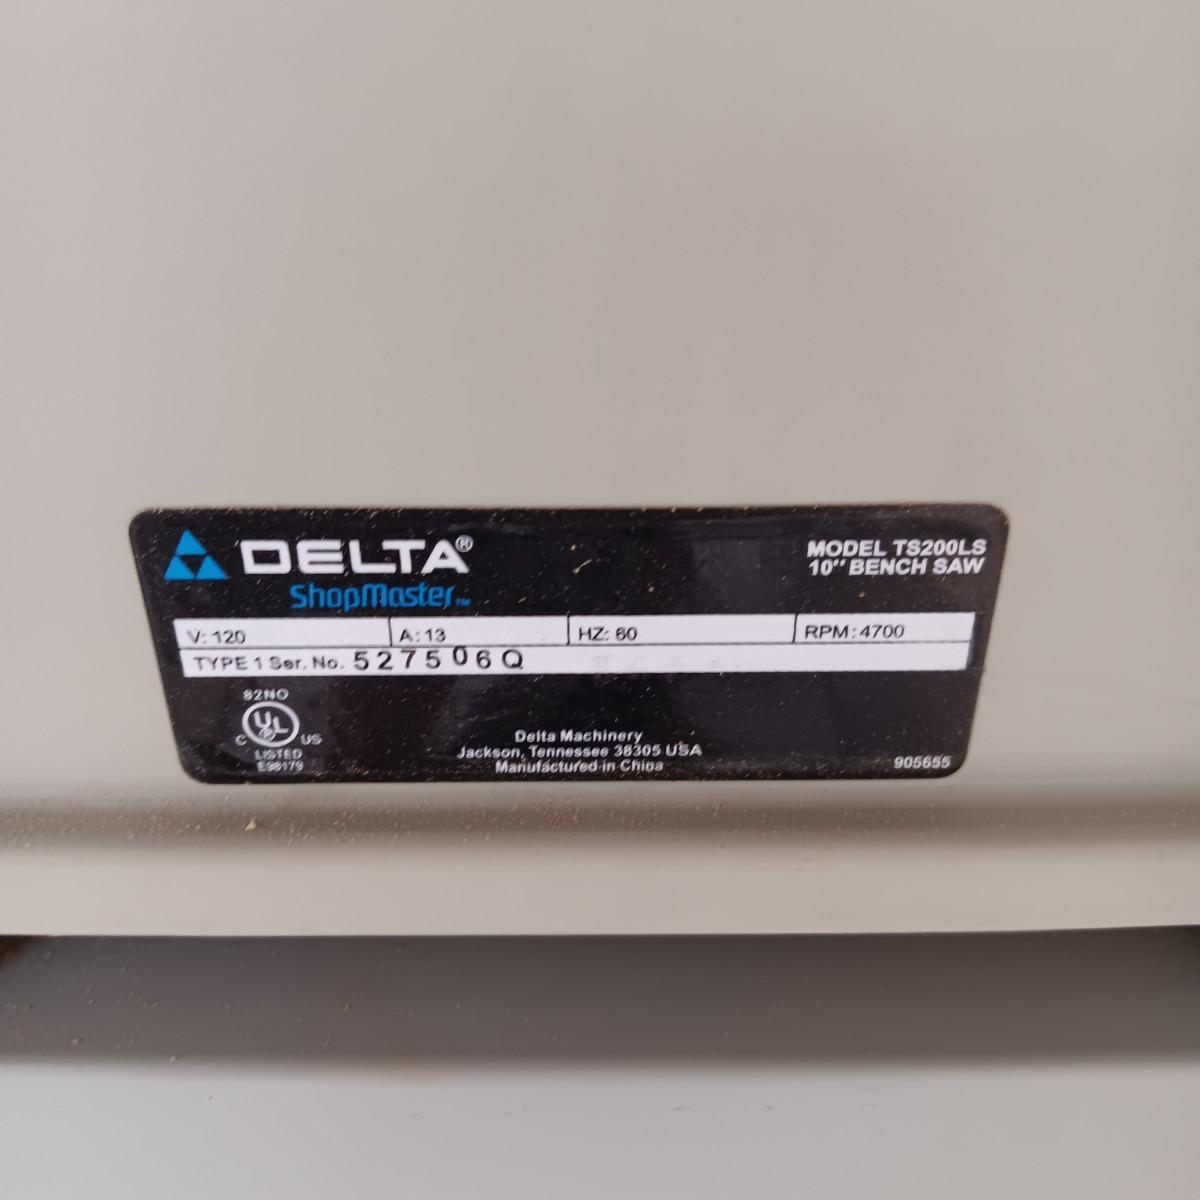 DELTA®
ShopMaster™
MODEL TS200LS
10" BENCH SAW
V: 120 A: 13 HZ: 60 RPM: 4700
TYPE 1 Ser. No. 527506Q
82NO
UL
C US
LISTED
E98179
Delta Machinery
Jackson, Tennessee 38305 USA
Manufactured in China
905655